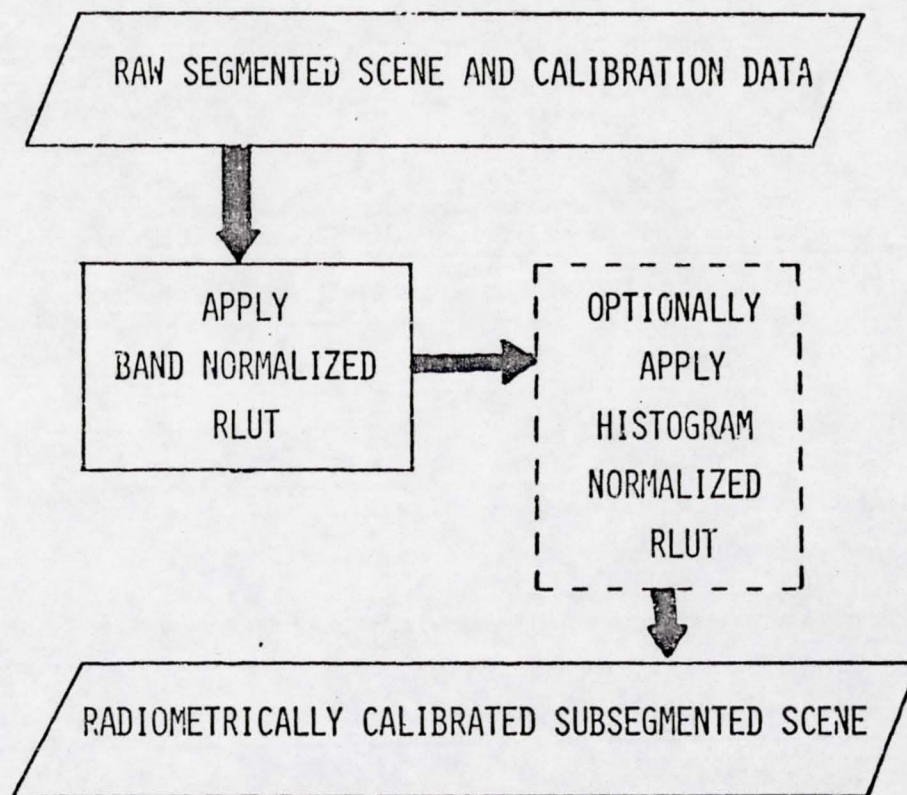 RAW SEGMENTED SCENE AND CALIBRATION DATA
APPLY
BAND NORMALIZED
RLUT
OPTIONALLY
APPLY
HISTOGRAM
NORMALIZED
RLUT
RADIOMETRICALLY CALIBRATED SUBSEGMENTED SCENE